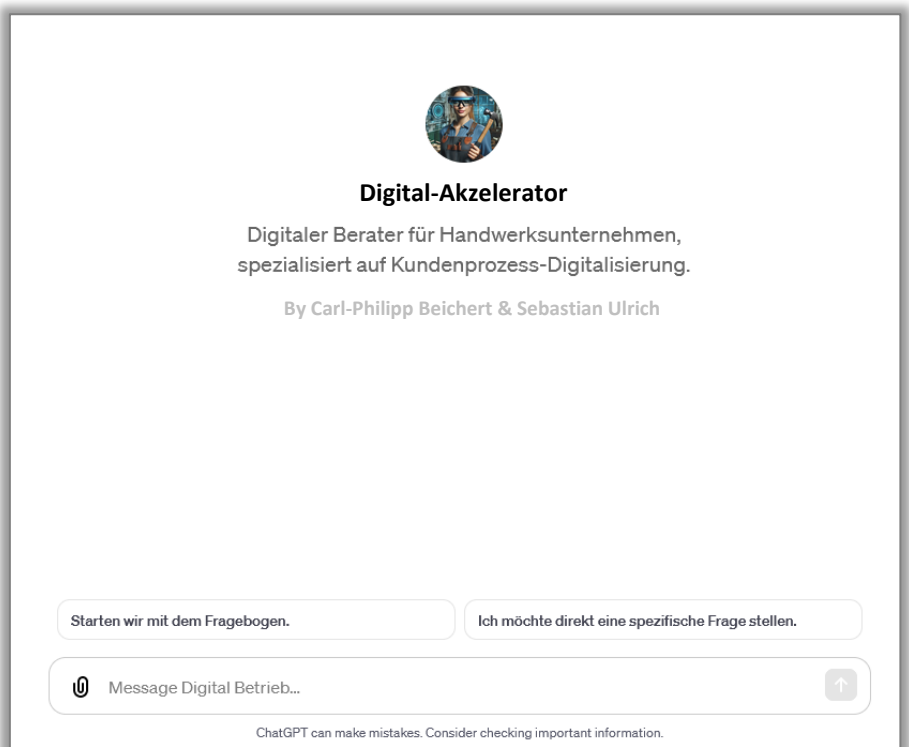 Digital-Akzelerator
Digitaler Berater für Handwerksunternehmen,
spezialisiert auf Kundenprozess-Digitalisierung.
By Carl-Philipp Beichert & Sebastian Ulrich
Starten wir mit dem Fragebogen.
Ich möchte direkt eine spezifische Frage stellen.
Message Digital Betrieb...
ChatGPT can make mistakes. Consider checking important information.